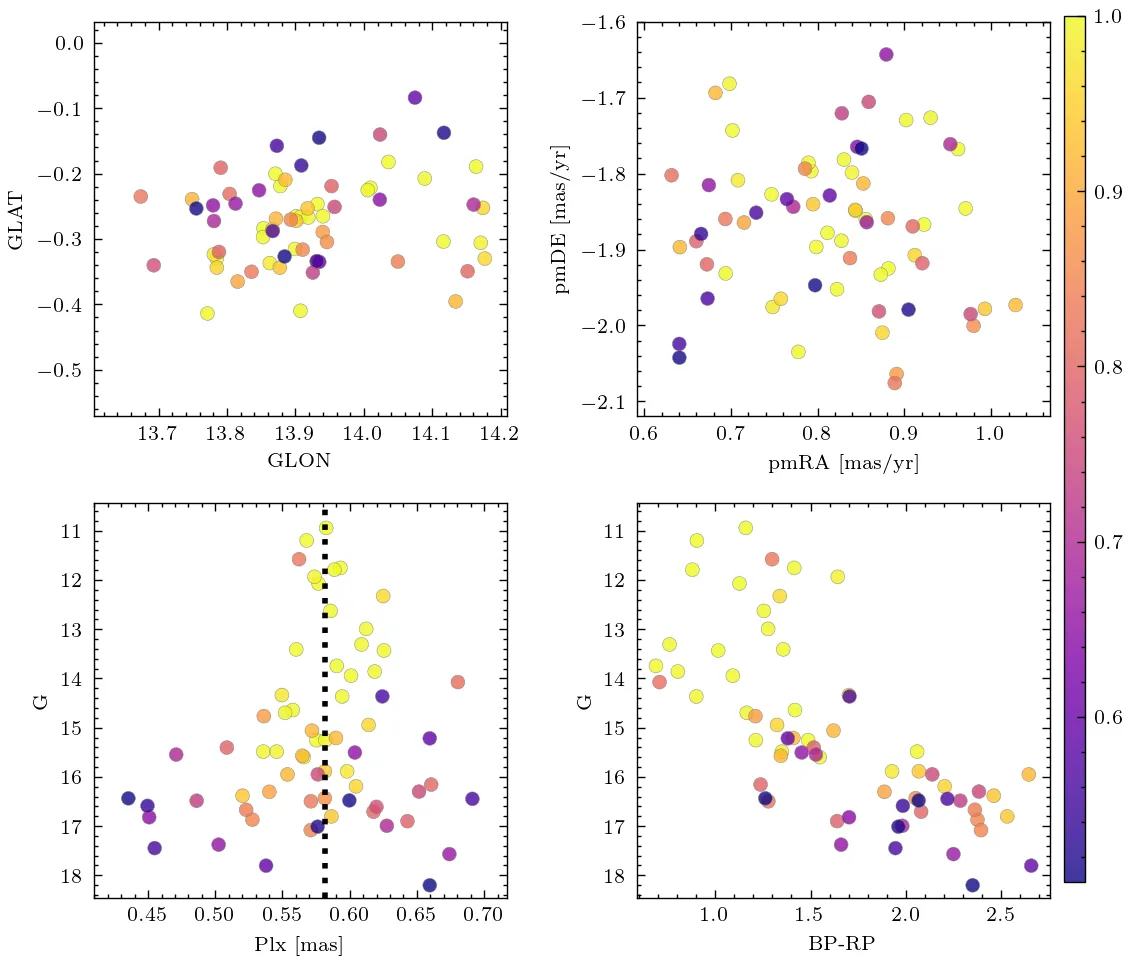 0.0
−0.1
−0.2
−0.3
−0.4
−0.5
GLAT
13.7 13.8 13.9 14.0 14.1 14.2
GLON
−1.6
−1.7
−1.8
−1.9
−2.0
−2.1
pmDE [mas/yr]
0.6 0.7 0.8 0.9 1.0
pmRA [mas/yr]
1.0
0.9
0.8
0.7
0.6
11
12
13
14
15
16
17
18
G
0.45 0.50 0.55 0.60 0.65 0.70
Plx [mas]
11
12
13
14
15
16
17
18
G
1.0 1.5 2.0 2.5
BP-RP